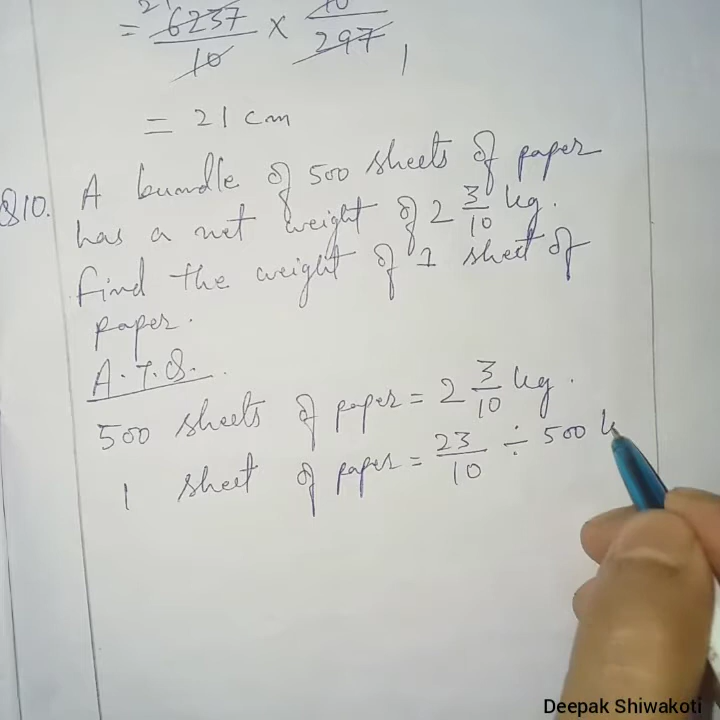 21
= 6237/10 × 10/297 1
= 21 cm
Q10. A bundle of 500 sheets of paper
has a net weight of 2 3/10 kg.
Find the weight of 1 sheet of
paper.
A.T.Q.
500 sheets of paper = 2 3/10 kg.
1 sheet of paper = 23/10 ÷ 500 k
Deepak Shiwakoti